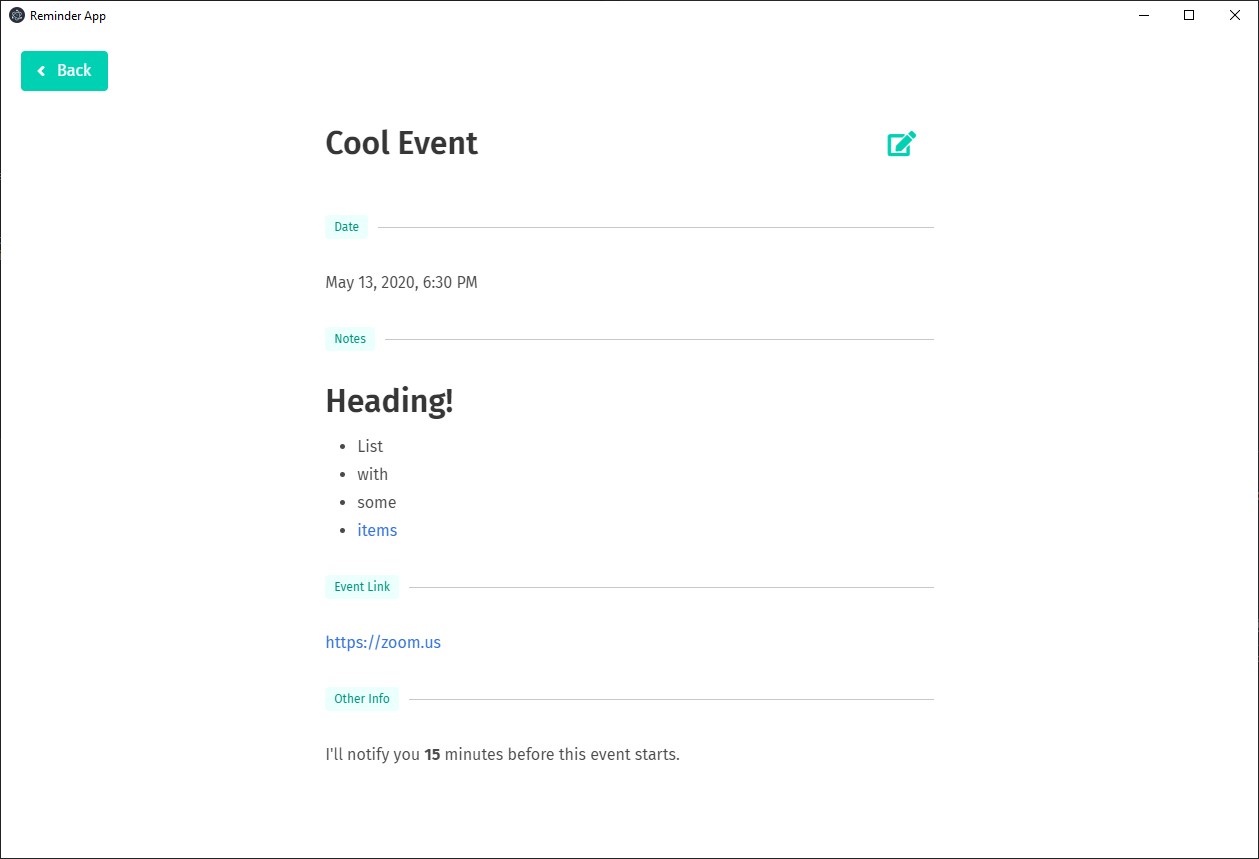 Reminder App
Back
Cool Event
Date
May 13, 2020, 6:30 PM
Notes
Heading!
• List
• with
• some
• items
Event Link
https://zoom.us
Other Info
I'll notify you 15 minutes before this event starts.